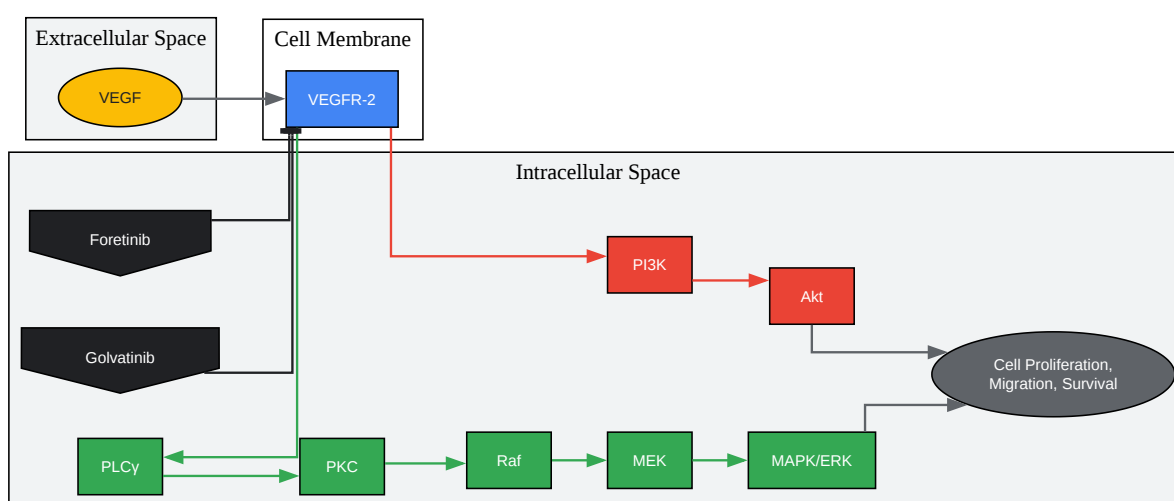 Extracellular Space
Cell Membrane
VEGF
VEGFR-2
Intracellular Space
Foretinib
PI3K
Akt
Golvatinib
Cell Proliferation,
Migration, Survival
PLCγ
PKC
Raf
MEK
MAPK/ERK